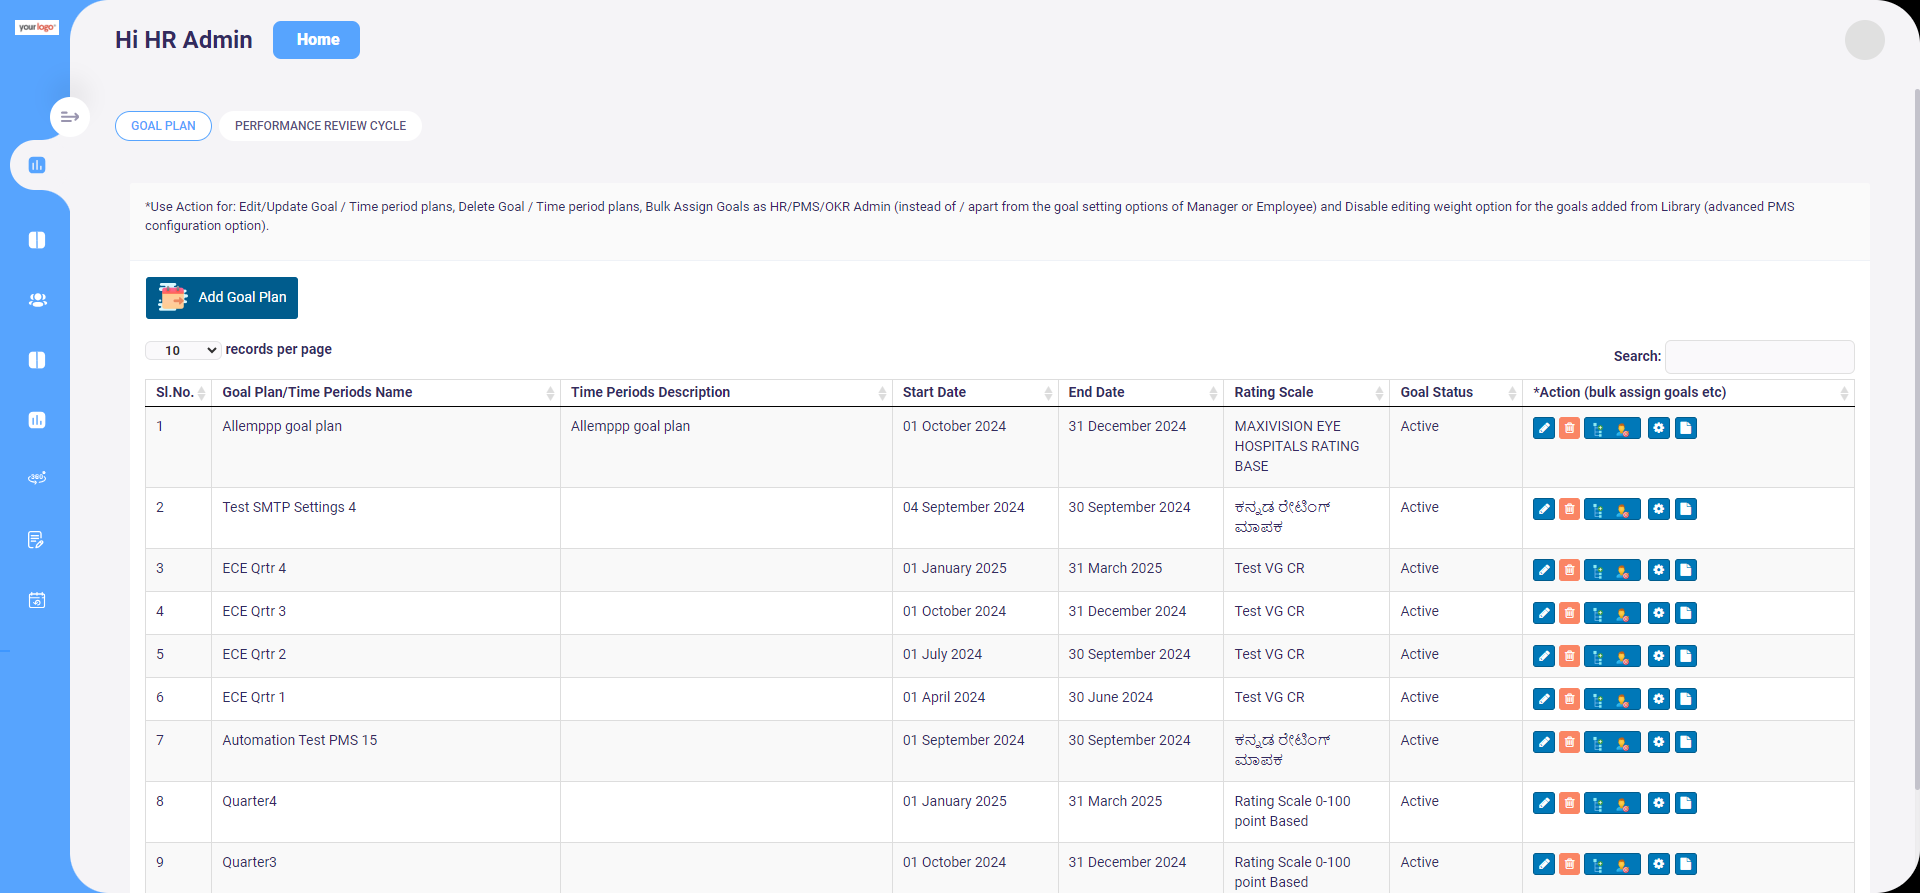 yourlogo
Hi HR Admin
Home
GOAL PLAN
PERFORMANCE REVIEW CYCLE
*Use Action for: Edit/Update Goal / Time period plans, Delete Goal / Time period plans, Bulk Assign Goals as HR/PMS/OKR Admin (instead of / apart from the goal setting options of Manager or Employee) and Disable editing weight option for the goals added from Library (advanced PMS
configuration option).
Add Goal Plan
10 records per page
Search:
Sl.No. Goal Plan/Time Periods Name Time Periods Description Start Date End Date Rating Scale Goal Status *Action (bulk assign goals etc)
1 Allemppp goal plan Allemppp goal plan 01 October 2024 31 December 2024 MAXIVISION EYE Active
HOSPITALS RATING
BASE
2 Test SMTP Settings 4 04 September 2024 30 September 2024 ಕನ್ನಡ ರೇಟಿಂಗ್ Active
ಮಾಪಕ
3 ECE Qrtr 4 01 January 2025 31 March 2025 Test VG CR Active
4 ECE Qrtr 3 01 October 2024 31 December 2024 Test VG CR Active
5 ECE Qrtr 2 01 July 2024 30 September 2024 Test VG CR Active
6 ECE Qrtr 1 01 April 2024 30 June 2024 Test VG CR Active
7 Automation Test PMS 15 01 September 2024 30 September 2024 ಕನ್ನಡ ರೇಟಿಂಗ್ Active
ಮಾಪಕ
8 Quarter4 01 January 2025 31 March 2025 Rating Scale 0-100 Active
point Based
9 Quarter3 01 October 2024 31 December 2024 Rating Scale 0-100 Active
point Based
360°